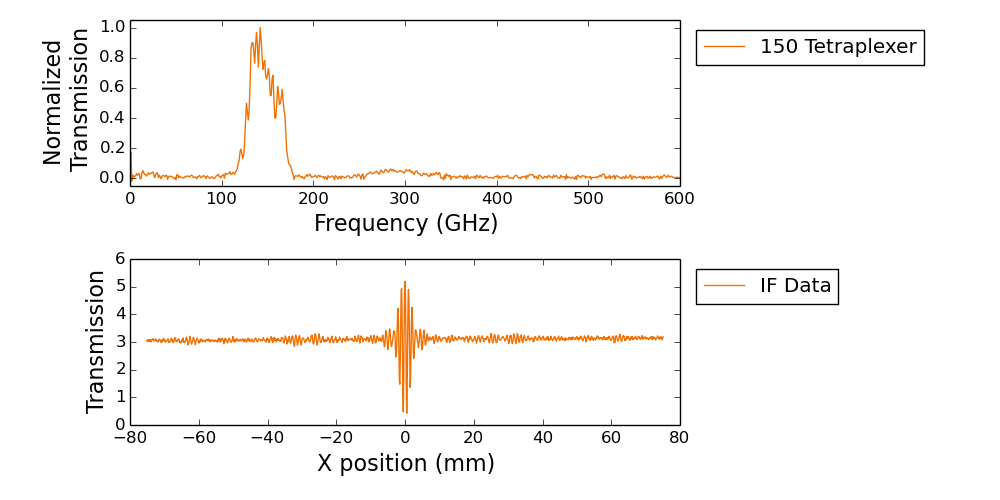 Normalized
Transmission
1.0
0.8
0.6
0.4
0.2
0.0
0 100 200 300 400 500 600
Frequency (GHz)
150 Tetraplexer
Transmission
6
5
4
3
2
1
0
−80 −60 −40 −20 0 20 40 60 80
X position (mm)
IF Data